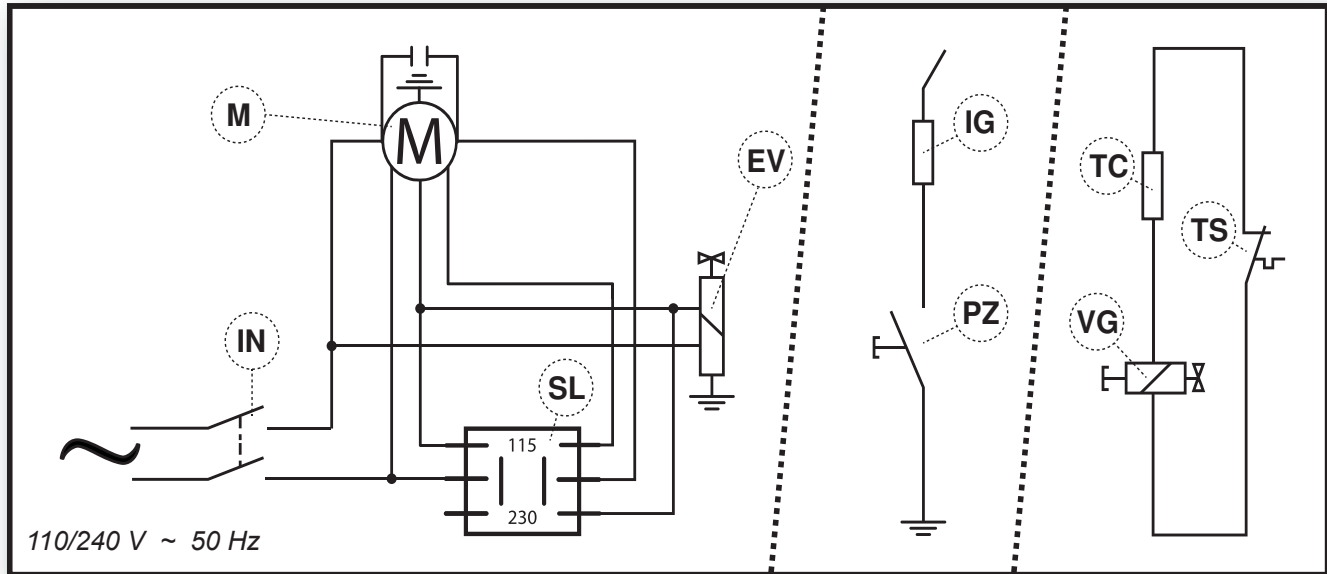 M
M
EV
IN
SL
115
230
110/240 V ~ 50 Hz
IG
PZ
TC
TS
VG